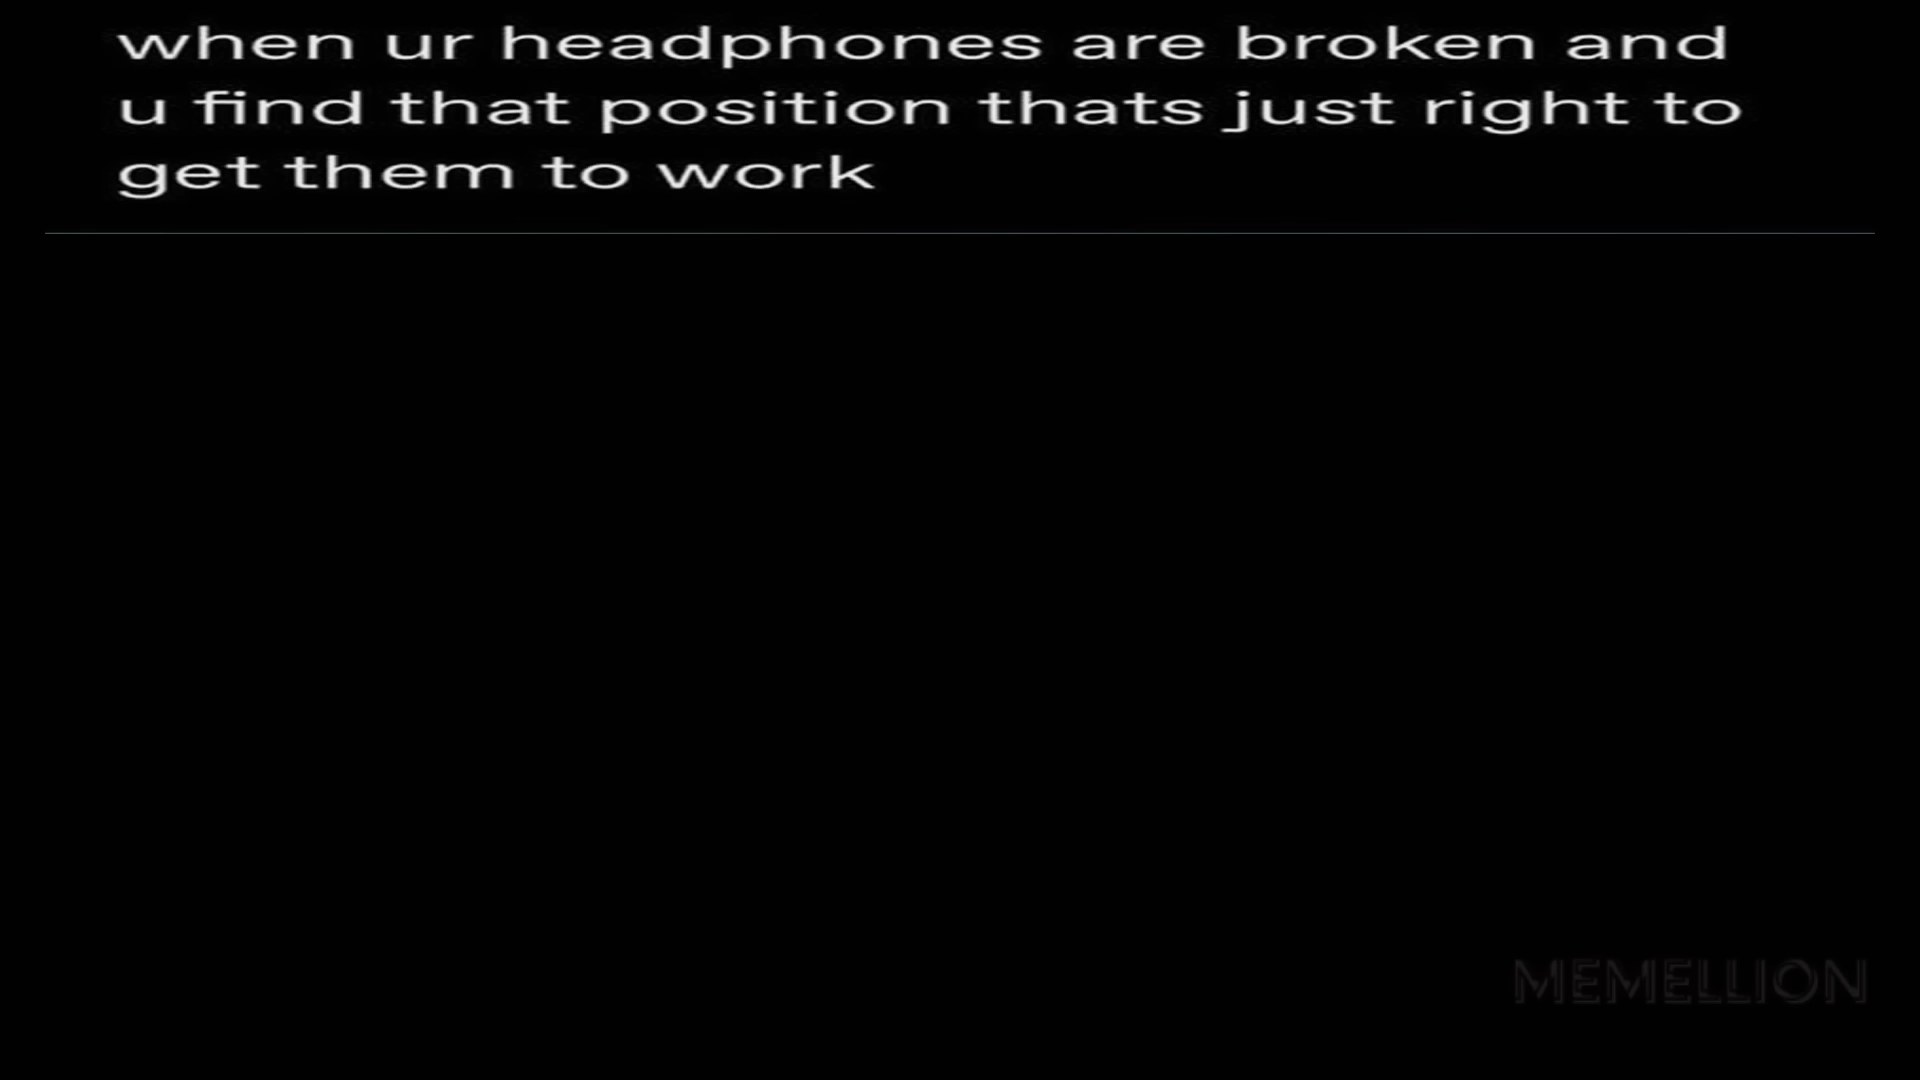 when ur headphones are broken and
u find that position thats just right to
get them to work
MEMELLION